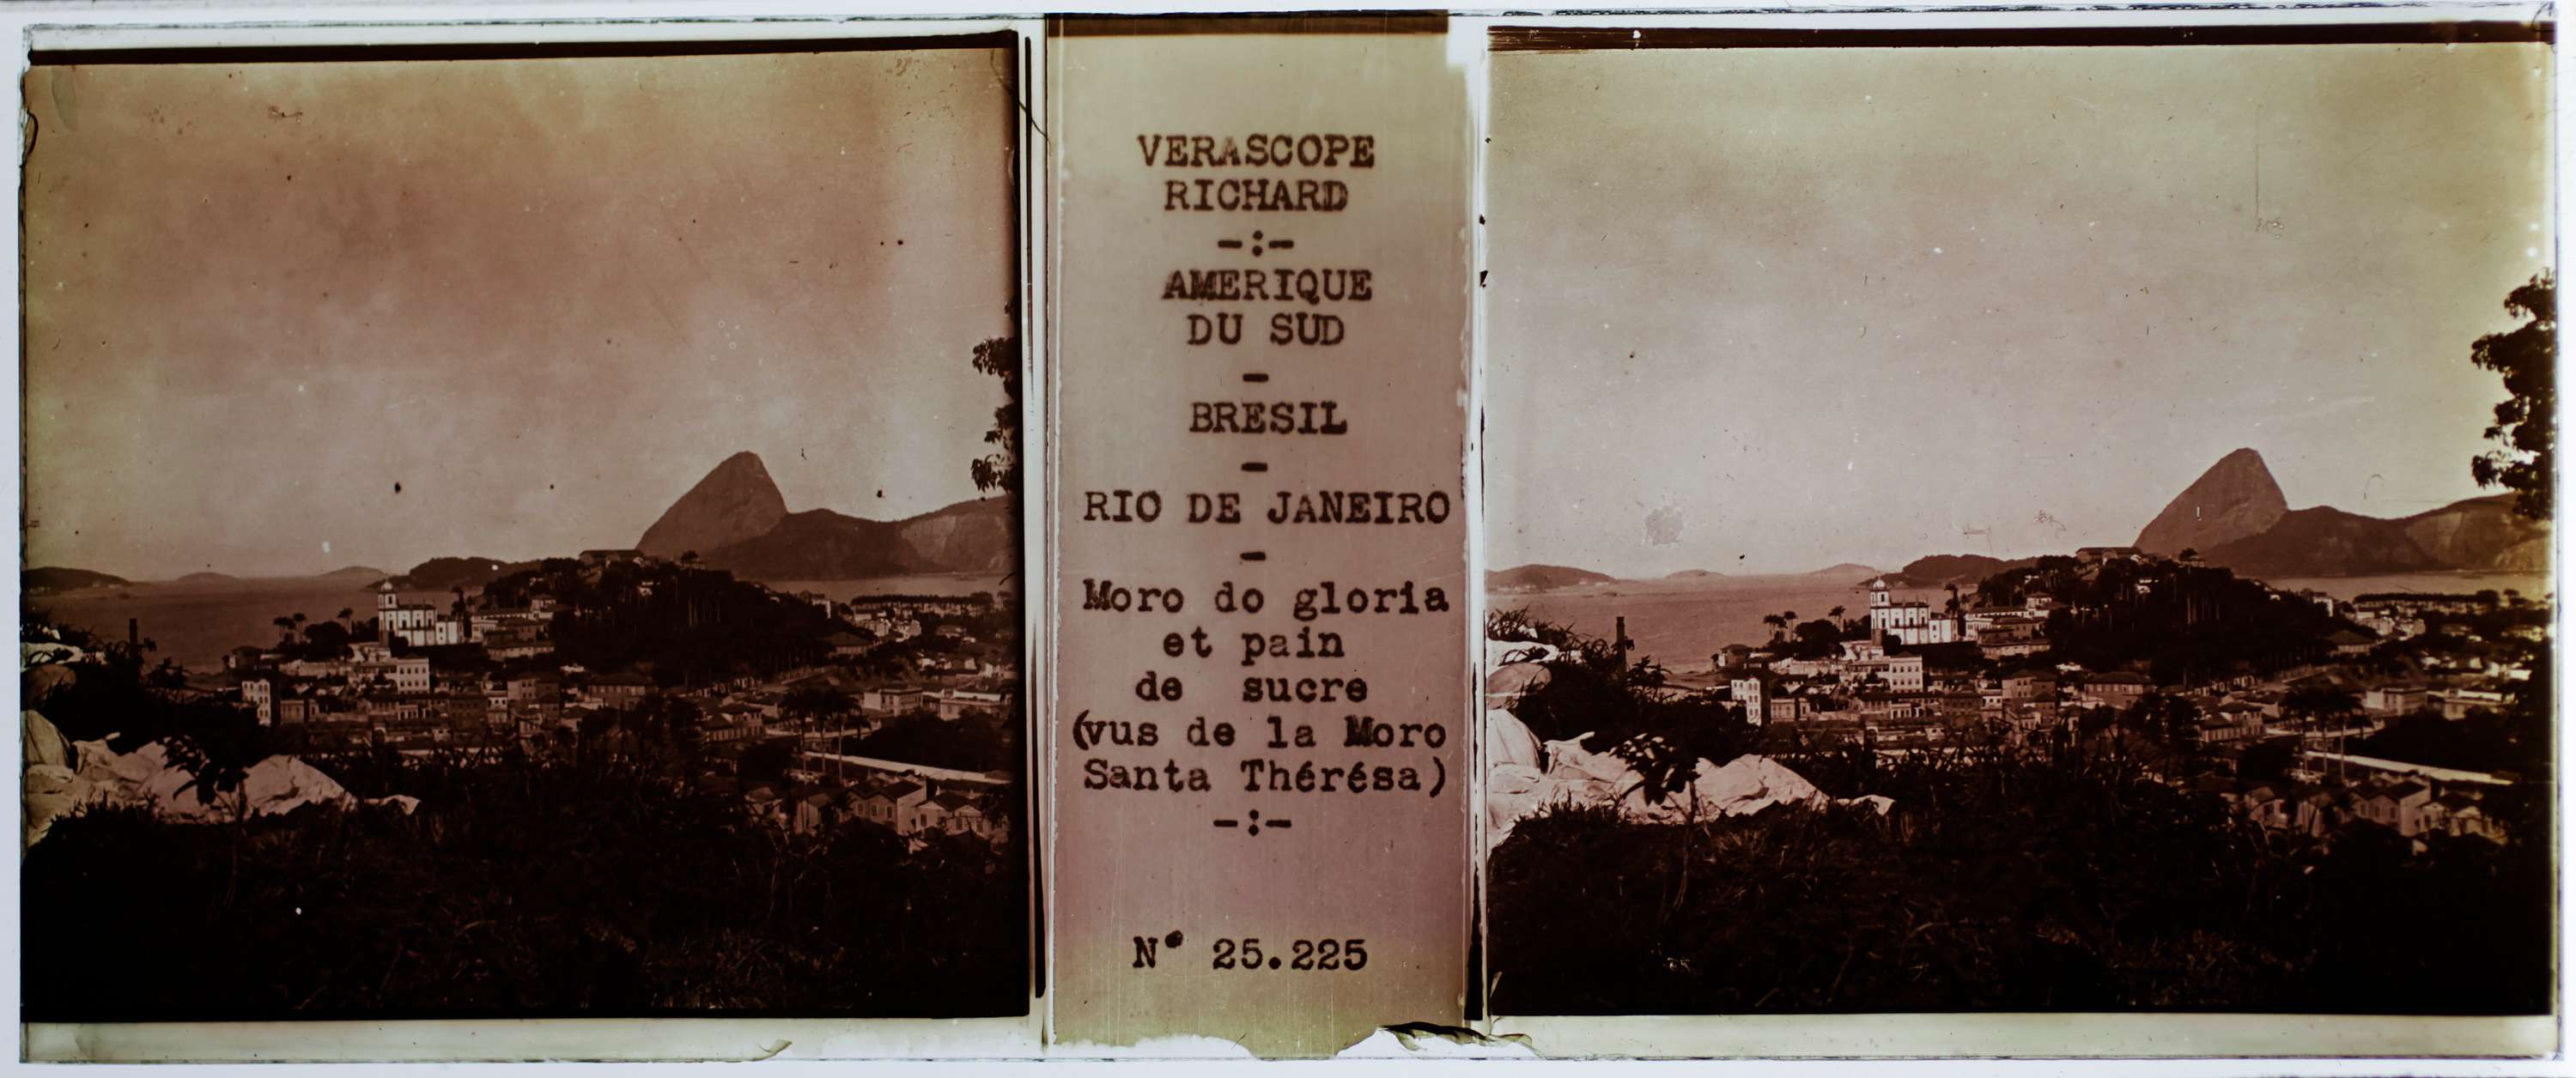 VERASCOPE
RICHARD
-:-
AMERIQUE
DU SUD
-
BRESIL
-
RIO DE JANEIRO
-
Moro do gloria
et pain
de sucre
(vus de la Moro
Santa Thérésa)
-:-
N° 25.225